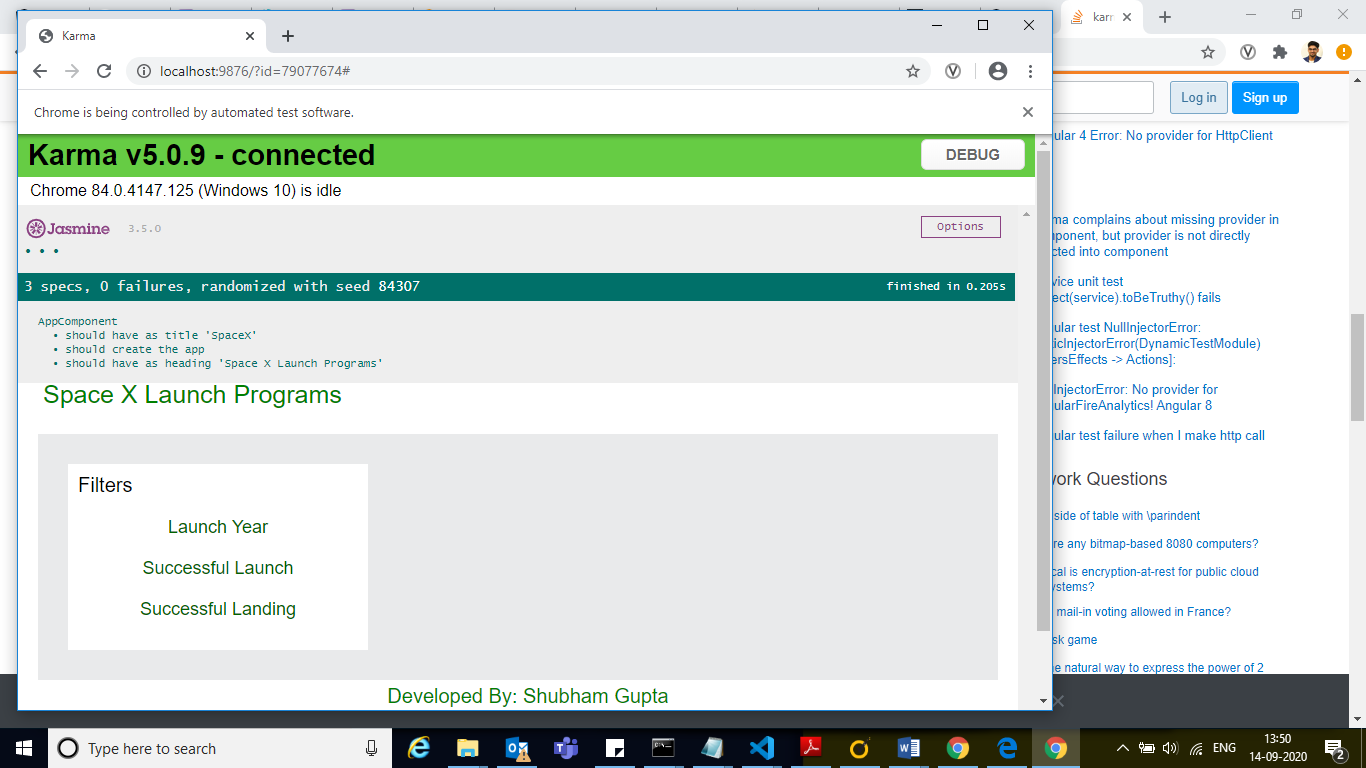 Karma
karr
localhost:9876/?id=79077674#
Chrome is being controlled by automated test software.
Log in
Sign up
Karma v5.0.9 - connected
DEBUG
Chrome 84.0.4147.125 (Windows 10) is idle
Jasmine 3.5.0
Options
• • •
3 specs, 0 failures, randomized with seed 84307
finished in 0.205s
AppComponent
• should have as title 'SpaceX'
• should create the app
• should have as heading 'Space X Launch Programs'
Space X Launch Programs
Filters
Launch Year
Successful Launch
Successful Landing
Developed By: Shubham Gupta
ular 4 Error: No provider for HttpClient
ma complains about missing provider in
ponent, but provider is not directly
cted into component
vice unit test
ect(service).toBeTruthy() fails
ular test NullInjectorError:
ticInjectorError(DynamicTestModule)
ersEffects -> Actions]:
InjectorError: No provider for
ularFireAnalytics! Angular 8
ular test failure when I make http call
ork Questions
side of table with \parindent
re any bitmap-based 8080 computers?
cal is encryption-at-rest for public cloud
ystems?
mail-in voting allowed in France?
sk game
e natural way to express the power of 2
Type here to search
ENG
13:50
14-09-2020
2